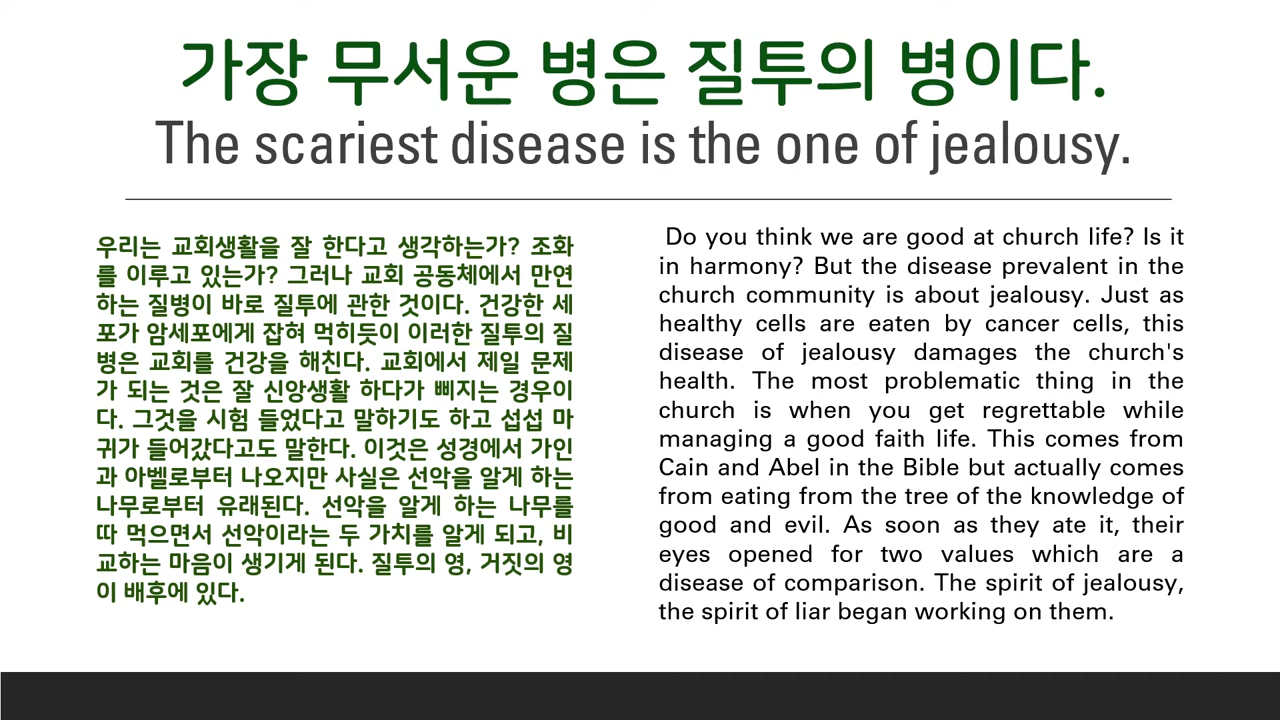 가장 무서운 병은 질투의 병이다.
The scariest disease is the one of jealousy.
우리는 교회생활을 잘 한다고 생각하는가? 조화
를 이루고 있는가? 그러나 교회 공동체에서 만연
하는 질병이 바로 질투에 관한 것이다. 건강한 세
포가 암세포에게 잡혀 먹히듯이 이러한 질투의 질
병은 교회를 건강을 해친다. 교회에서 제일 문제
가 되는 것은 잘 신앙생활 하다가 삐지는 경우이
다. 그것을 시험 들었다고 말하기도 하고 섭섭 마
귀가 들어갔다고도 말한다. 이것은 성경에서 가인
과 아벨로부터 나오지만 사실은 선악을 알게 하는
나무로부터 유래된다. 선악을 알게 하는 나무를
따 먹으면서 선악이라는 두 가치를 알게 되고, 비
교하는 마음이 생기게 된다. 질투의 영, 거짓의 영
이 배후에 있다.
Do you think we are good at church life? Is it
in harmony? But the disease prevalent in the
church community is about jealousy. Just as
healthy cells are eaten by cancer cells, this
disease of jealousy damages the church's
health. The most problematic thing in the
church is when you get regrettable while
managing a good faith life. This comes from
Cain and Abel in the Bible but actually comes
from eating from the tree of the knowledge of
good and evil. As soon as they ate it, their
eyes opened for two values which are a
disease of comparison. The spirit of jealousy,
the spirit of liar began working on them.